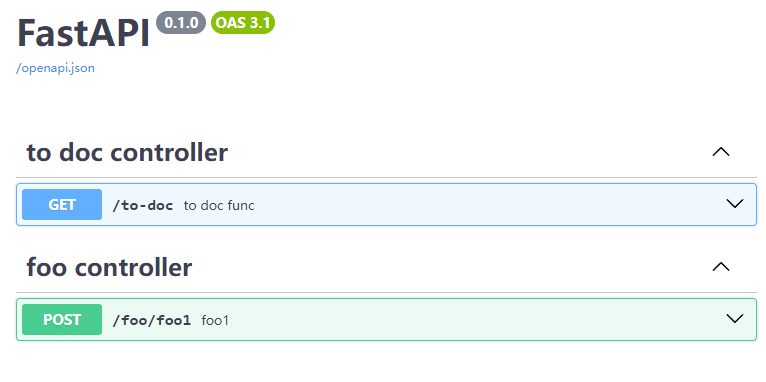 FastAPI 0.1.0 OAS 3.1
/openapi.json
to doc controller
GET /to-doc to doc func
foo controller
POST /foo/foo1 foo1